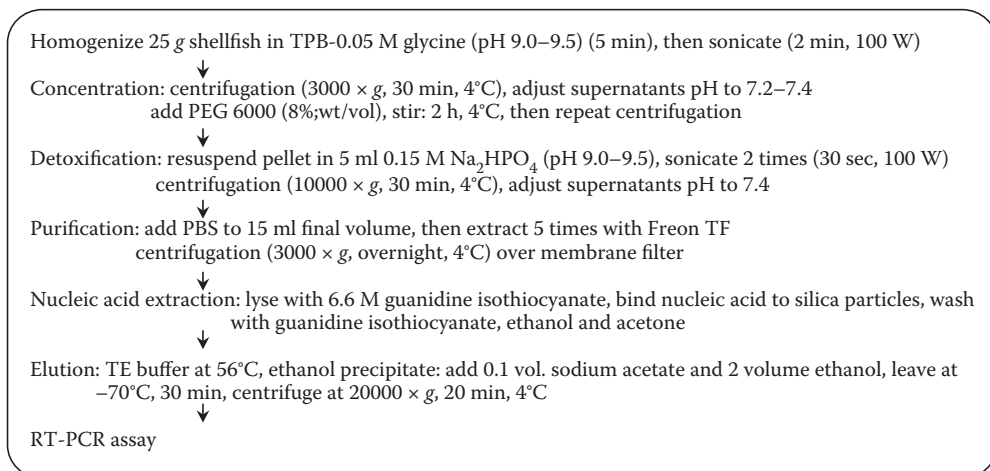 Homogenize 25 g shellfish in TPB-0.05 M glycine (pH 9.0–9.5) (5 min), then sonicate (2 min, 100 W)
Concentration: centrifugation (3000 × g, 30 min, 4°C), adjust supernatants pH to 7.2–7.4
add PEG 6000 (8%;wt/vol), stir: 2 h, 4°C, then repeat centrifugation
Detoxification: resuspend pellet in 5 ml 0.15 M Na₂HPO₄ (pH 9.0–9.5), sonicate 2 times (30 sec, 100 W)
centrifugation (10000 × g, 30 min, 4°C), adjust supernatants pH to 7.4
Purification: add PBS to 15 ml final volume, then extract 5 times with Freon TF
centrifugation (3000 × g, overnight, 4°C) over membrane filter
Nucleic acid extraction: lyse with 6.6 M guanidine isothiocyanate, bind nucleic acid to silica particles, wash
with guanidine isothiocyanate, ethanol and acetone
Elution: TE buffer at 56°C, ethanol precipitate: add 0.1 vol. sodium acetate and 2 volume ethanol, leave at
–70°C, 30 min, centrifuge at 20000 × g, 20 min, 4°C
RT-PCR assay